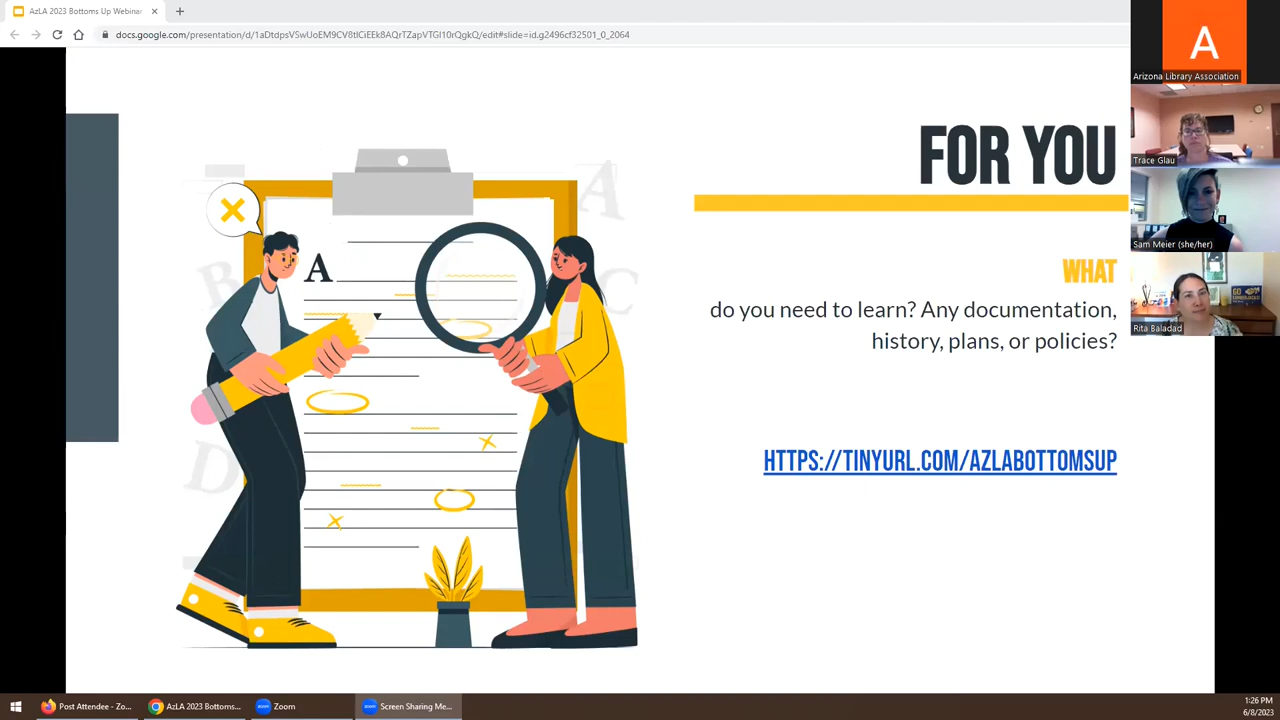 AzLA 2023 Bottoms Up Webinar
docs.google.com/presentation/d/1aDtdpsVSwUoEM9CV8tlCiEEk8AQrTZapVTGl10rQgkQ/edit#slide=id.g2496cf32501_0_2064
A
Arizona Library Association
Trace Glau
Sam Meier (she/her)
Rita Baladad
FOR YOU
WHAT
do you need to learn? Any documentation,
history, plans, or policies?
HTTPS://TINYURL.COM/AZLABOTTOMSUP
A
A
B
C
D
Post Attendee - Zo...
AzLA 2023 Bottoms...
Zoom
Screen Sharing Me...
1:26 PM
6/8/2023